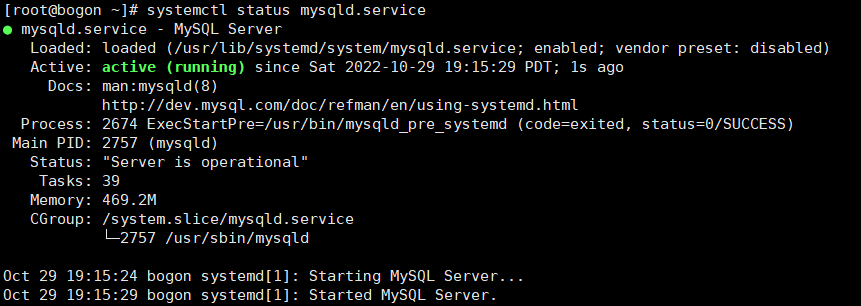 [root@bogon ~]# systemctl status mysqld.service
● mysqld.service - MySQL Server
   Loaded: loaded (/usr/lib/systemd/system/mysqld.service; enabled; vendor preset: disabled)
   Active: active (running) since Sat 2022-10-29 19:15:29 PDT; 1s ago
     Docs: man:mysqld(8)
           http://dev.mysql.com/doc/refman/en/using-systemd.html
  Process: 2674 ExecStartPre=/usr/bin/mysqld_pre_systemd (code=exited, status=0/SUCCESS)
 Main PID: 2757 (mysqld)
   Status: "Server is operational"
    Tasks: 39
   Memory: 469.2M
   CGroup: /system.slice/mysqld.service
           └─2757 /usr/sbin/mysqld
Oct 29 19:15:24 bogon systemd[1]: Starting MySQL Server...
Oct 29 19:15:29 bogon systemd[1]: Started MySQL Server.